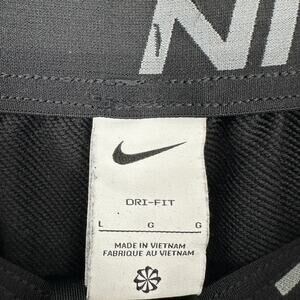 NI
DRI-FIT
L G G
MADE IN VIETNAM
FABRIQUÉ AU VIETNAM